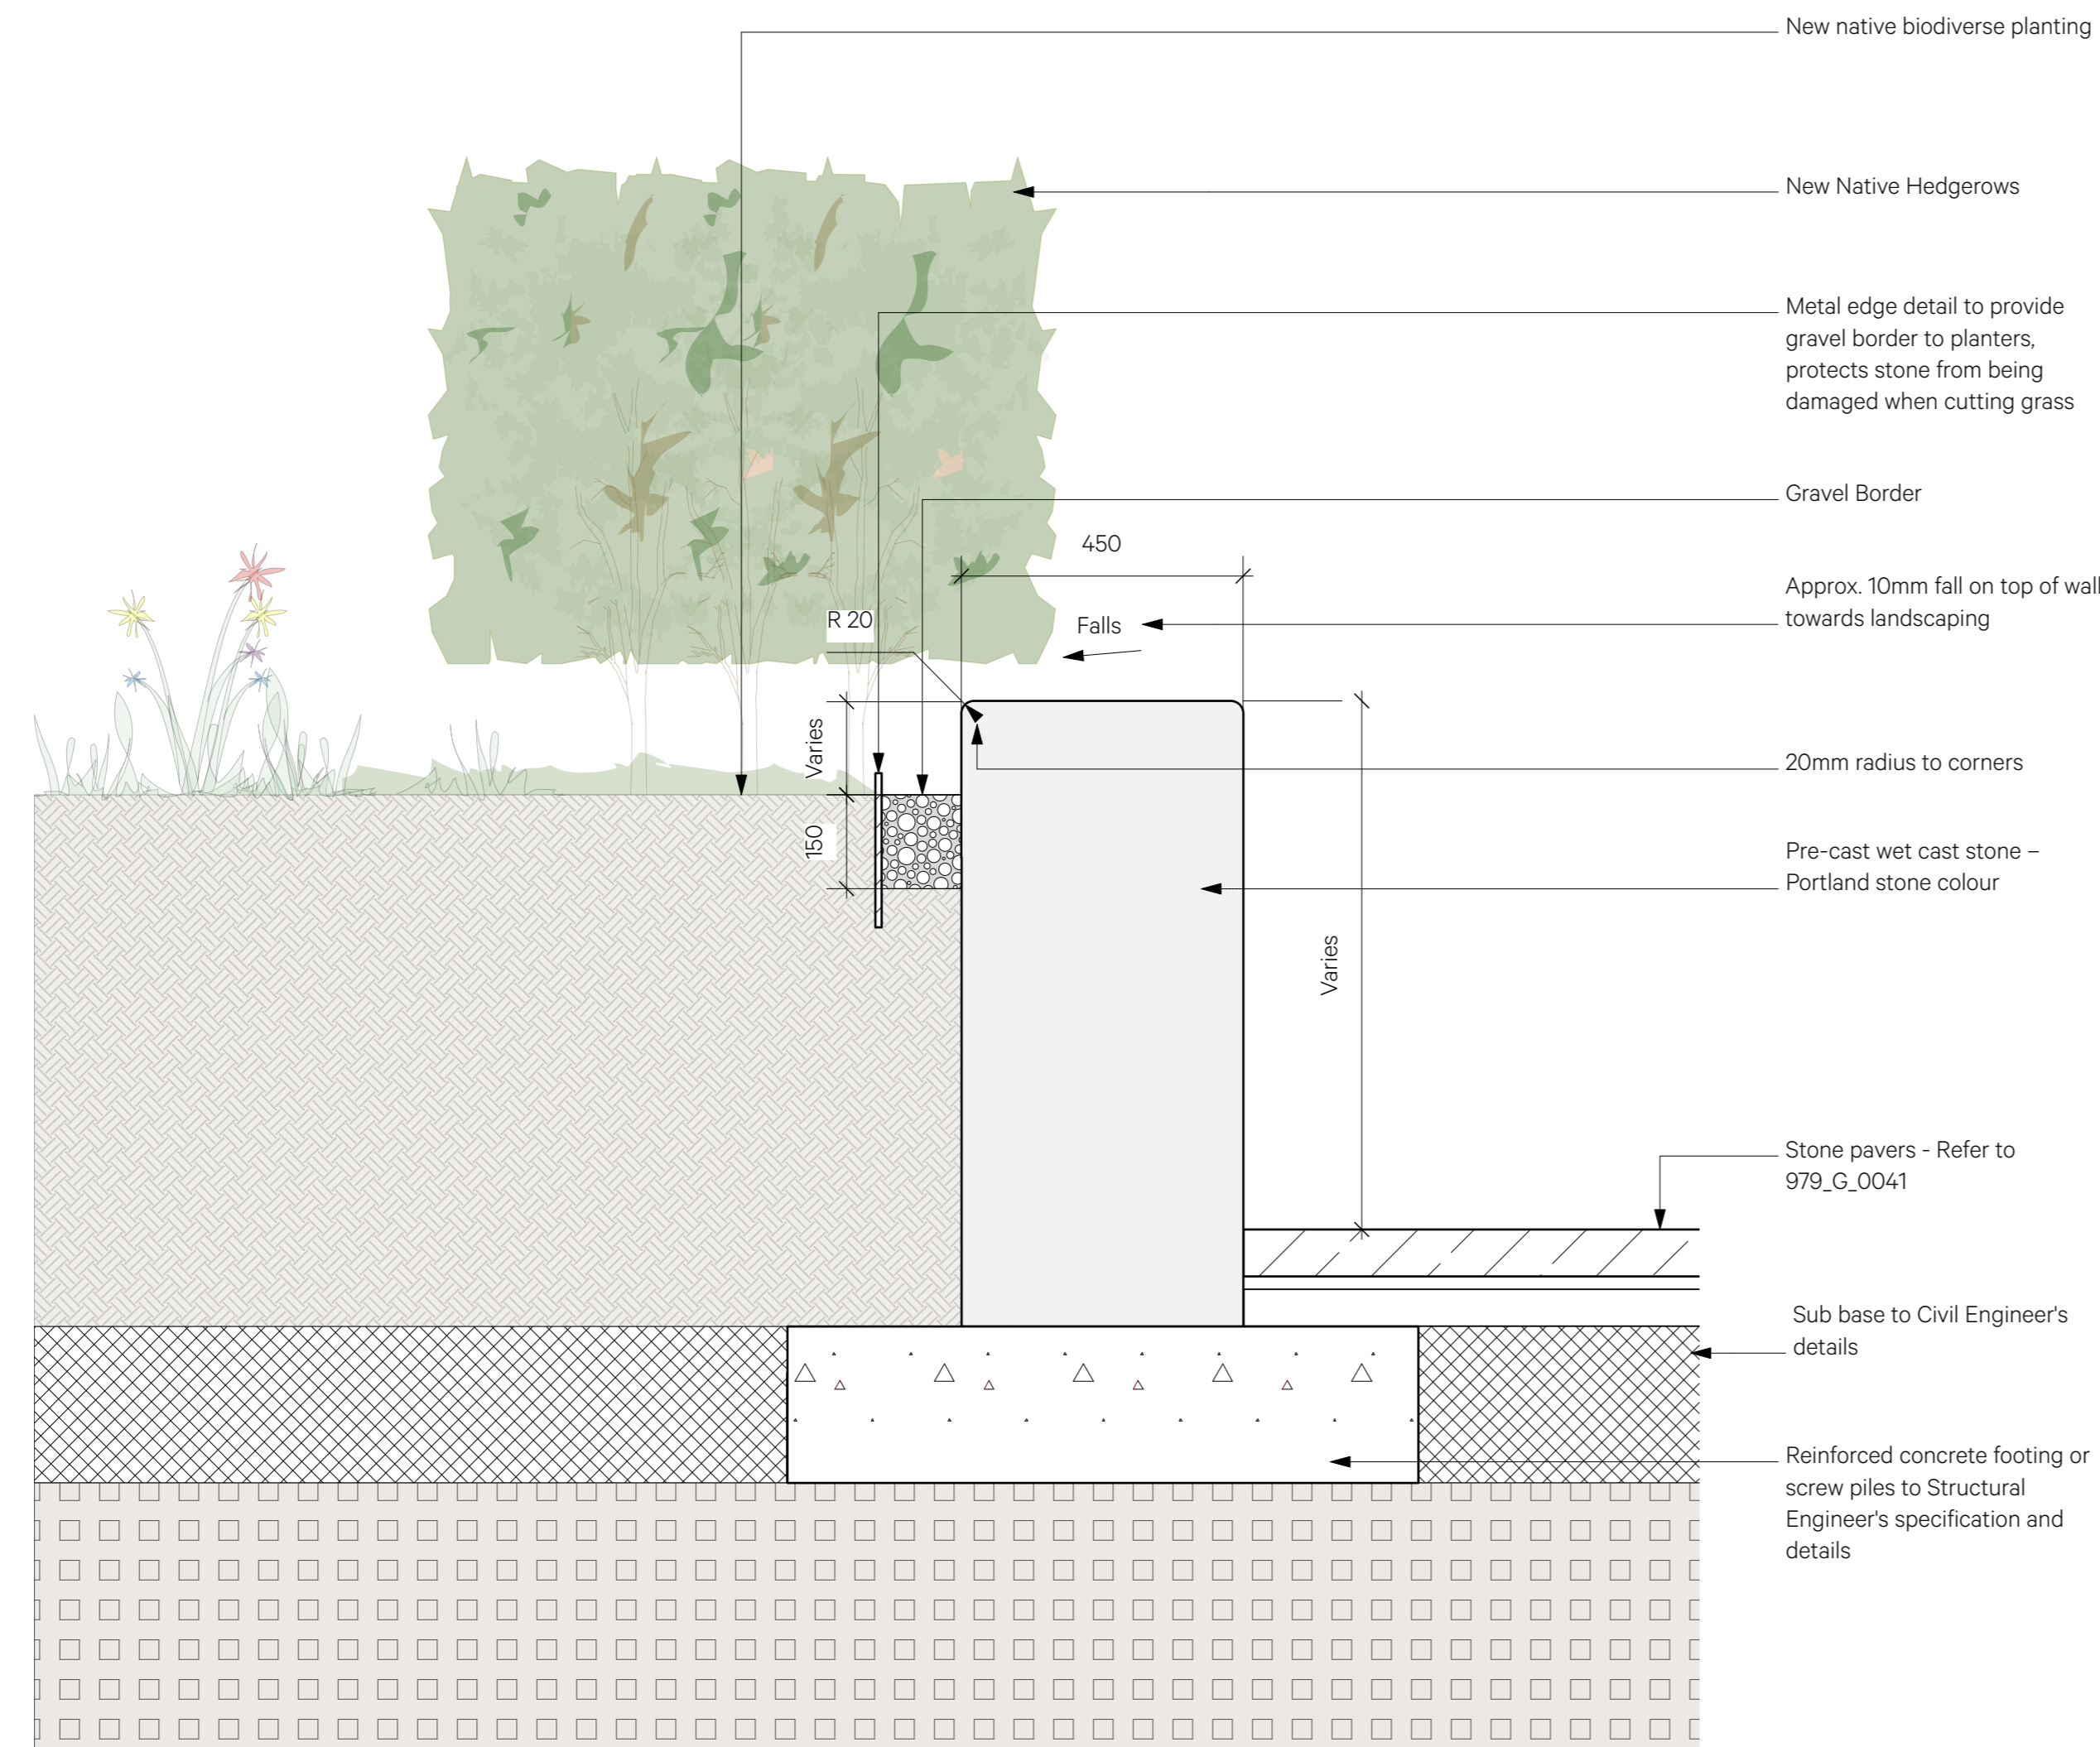 New native biodiverse planting
New Native Hedgerows
Metal edge detail to provide
gravel border to planters,
protects stone from being
damaged when cutting grass
Gravel Border
450
Approx. 10mm fall on top of wall
towards landscaping
R 20
Falls
Varies
20mm radius to corners
150
Pre-cast wet cast stone –
Portland stone colour
Varies
Stone pavers - Refer to
979_G_0041
Sub base to Civil Engineer's
details
Reinforced concrete footing or
screw piles to Structural
Engineer's specification and
details